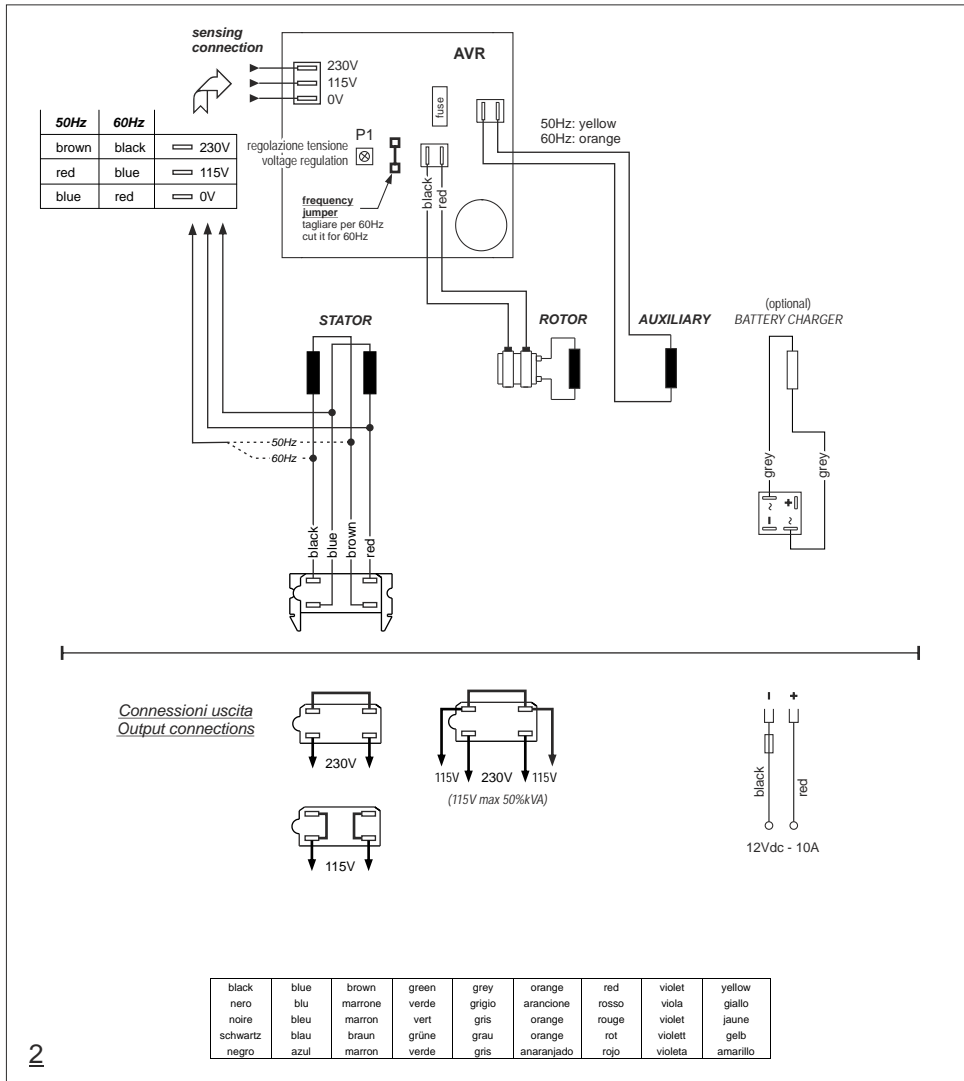 sensing
connection
230V
115V
0V
AVR
fuse
50Hz: yellow
60Hz: orange
50Hz 60Hz
brown black 230V
red blue 115V
blue red 0V
P1
regolazione tensione
voltage regulation
frequency
jumper
tagliare per 60Hz
cut it for 60Hz
black
red
STATOR
ROTOR
AUXILIARY
(optional)
BATTERY CHARGER
50Hz
60Hz
grey
grey
~ +
- ~
black
blue
brown
red
Connessioni uscita
Output connections
230V
115V 230V 115V
(115V max 50%kVA)
115V
- +
black
red
12Vdc - 10A
black blue brown green grey orange red violet yellow
nero blu marrone verde grigio arancione rosso viola giallo
noire bleu marron vert gris orange rouge violet jaune
schwartz blau braun grüne grau orange rot violett gelb
negro azul marron verde gris anaranjado rojo violeta amarillo
2